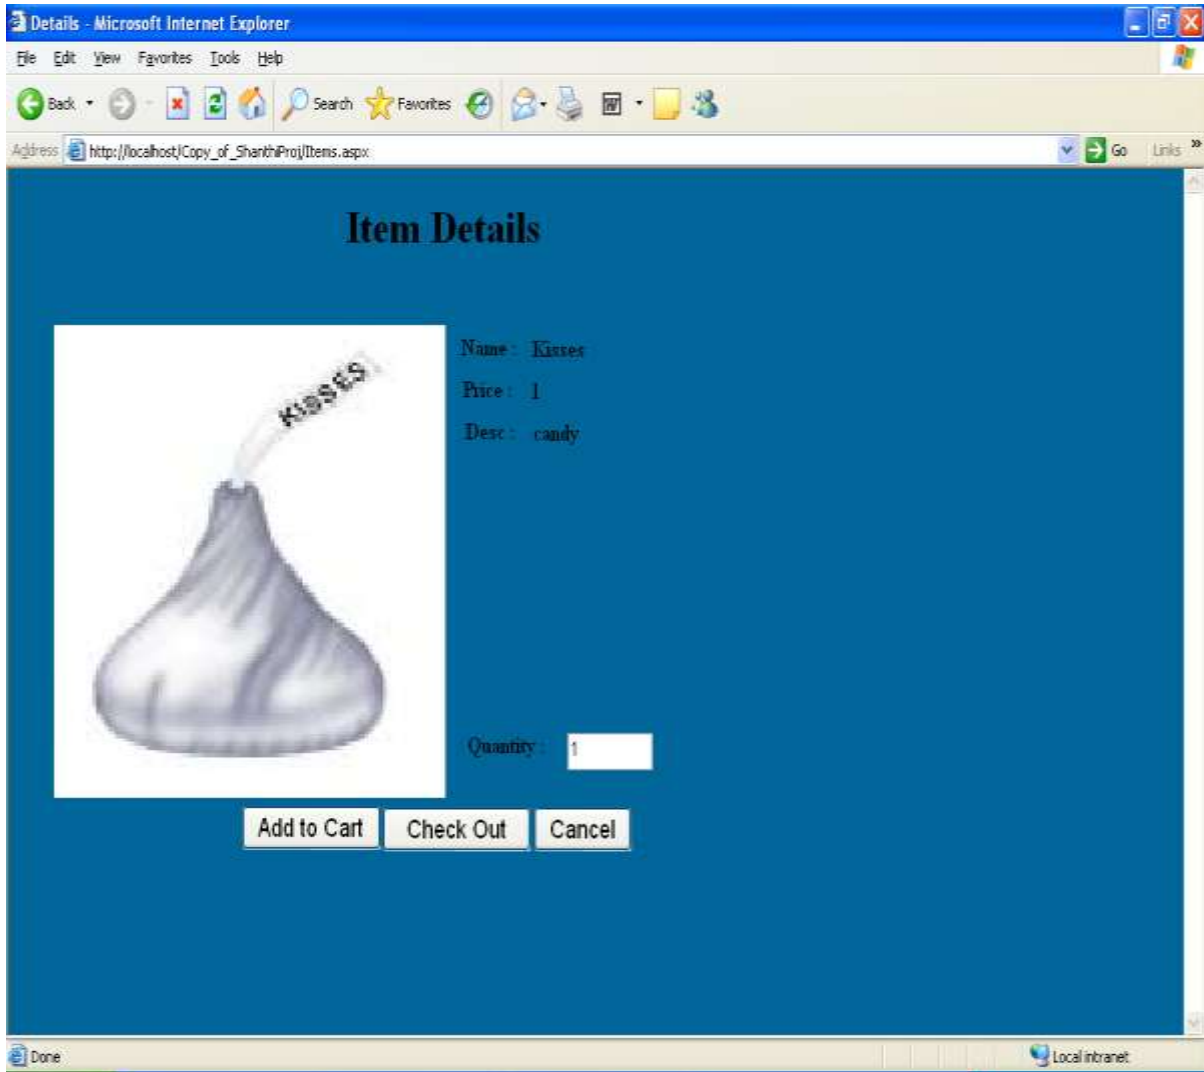 Details - Microsoft Internet Explorer
File Edit View Favorites Tools Help
Back Search Favorites
Address http://localhost/Copy_of_ShanthiProj/Items.aspx Go Links »
Item Details
KISSES
Name : Kisses
Price : 1
Desc : candy
Quantity : 1
Add to Cart Check Out Cancel
Done Local intranet